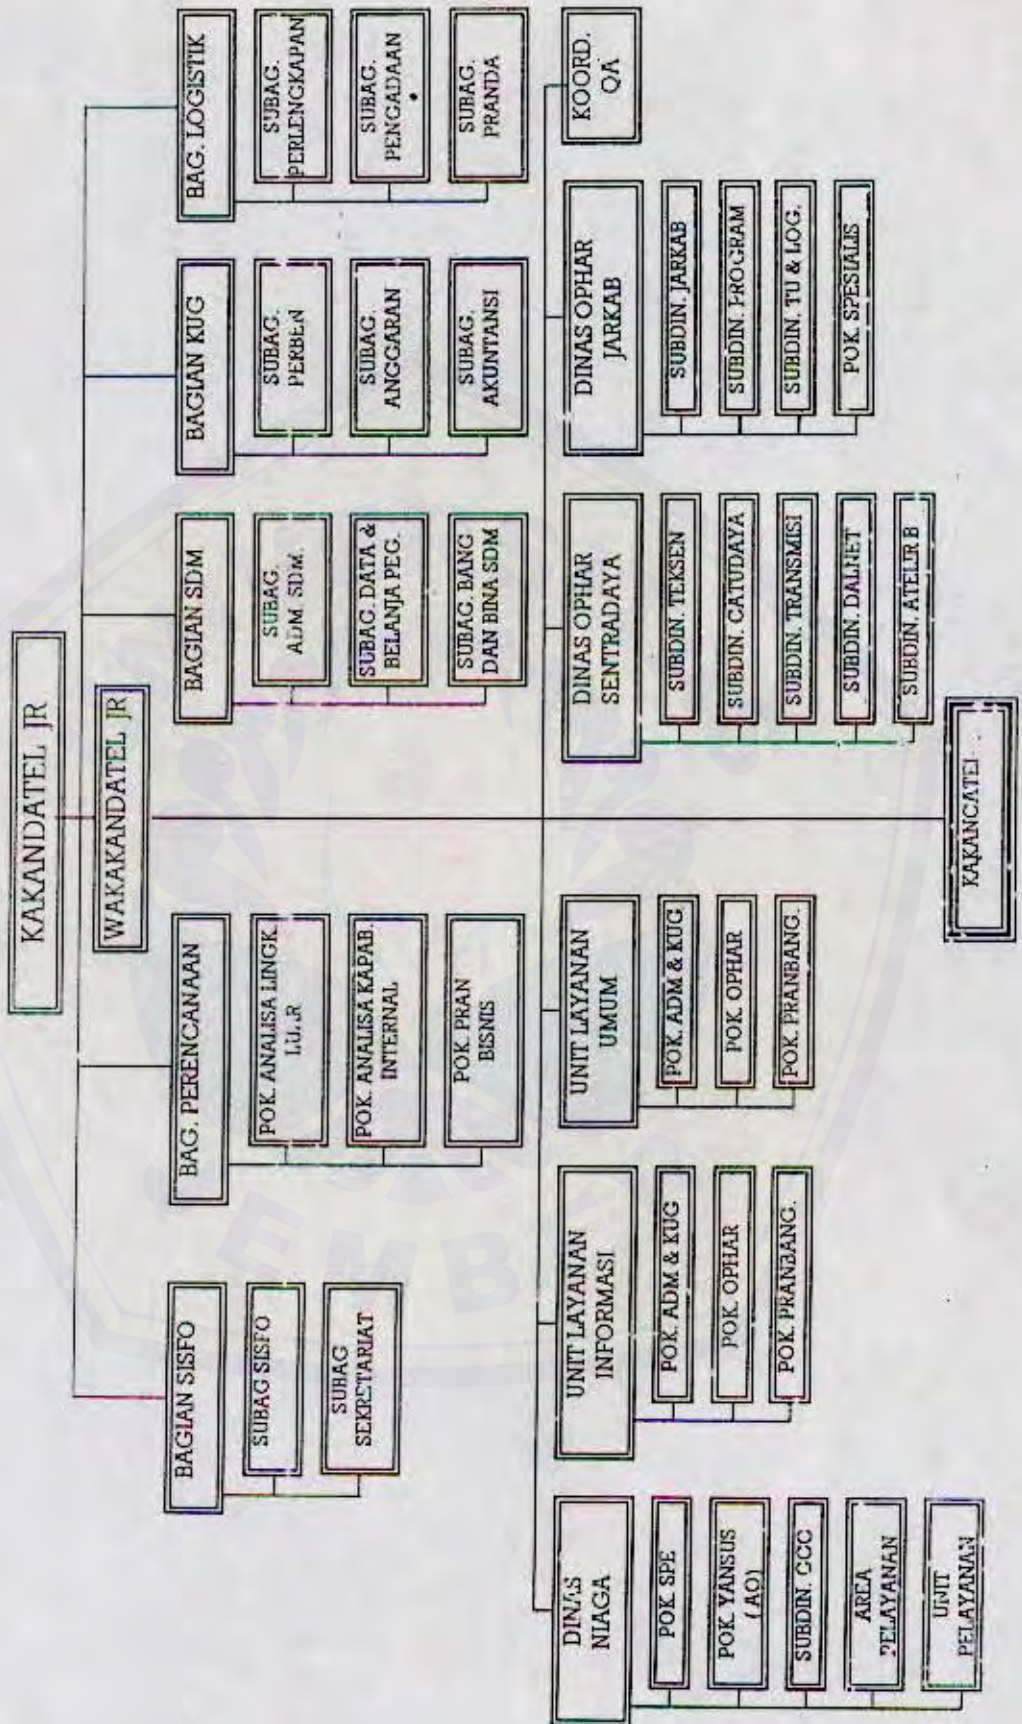 KAKANDATEL JR
WAKAKANDATEL JR
BAGIAN SISFO
SUBAG SISFO
SUBAG
SEKRETARIAT
BAG. PERENCANAAN
POK. ANALISA LINGK.
POK. ANALISA KAPAB.
INTERNAL
POK. PRAN
BISNIS
BAGIAN SDM
SUBAG.
ADM. SDM.
SUBAG. DATA &
BELANJA PEG.
SUBAG. BANG
DAN BINA SDM
BAGIAN KUG
SUBAG.
PERBEN
SUBAG.
ANGGARAN
SUBAG.
AKUNTANSI
BAG. LOGISTIK
SUBAG.
PERLENGKAPAN
SUBAG.
PENGADAAN
SUBAG.
PRANDA
DINAS
NIAGA
POK. SPE
POK. YANSUS
(AO)
SUBDIN. CCC
AREA
PELAYANAN
UNIT
PELAYANAN
UNIT LAYANAN
INFORMASI
POK. ADM & KUG
POK. OPHAR
POK. PRANBANG.
UNIT LAYANAN
UMUM
POK. ADM & KUG.
POK. OPHAR
POK. PRANBANG.
DINAS OPHAR
SENTRADAYA
SUBDIN. TEKSEN
SUBDIN. CATUDAYA
SUBDIN. TRANSMISI
SUBDIN. DALNET
SUBDIN.
DINAS OPHAR
JARKAB
SUBDIN. JARKAB
SUBDIN. PROGRAM
SUBDIN. TU & LOG.
POK. SPESIALIS
KOORD.
QA
KAKANCATEL
EMB